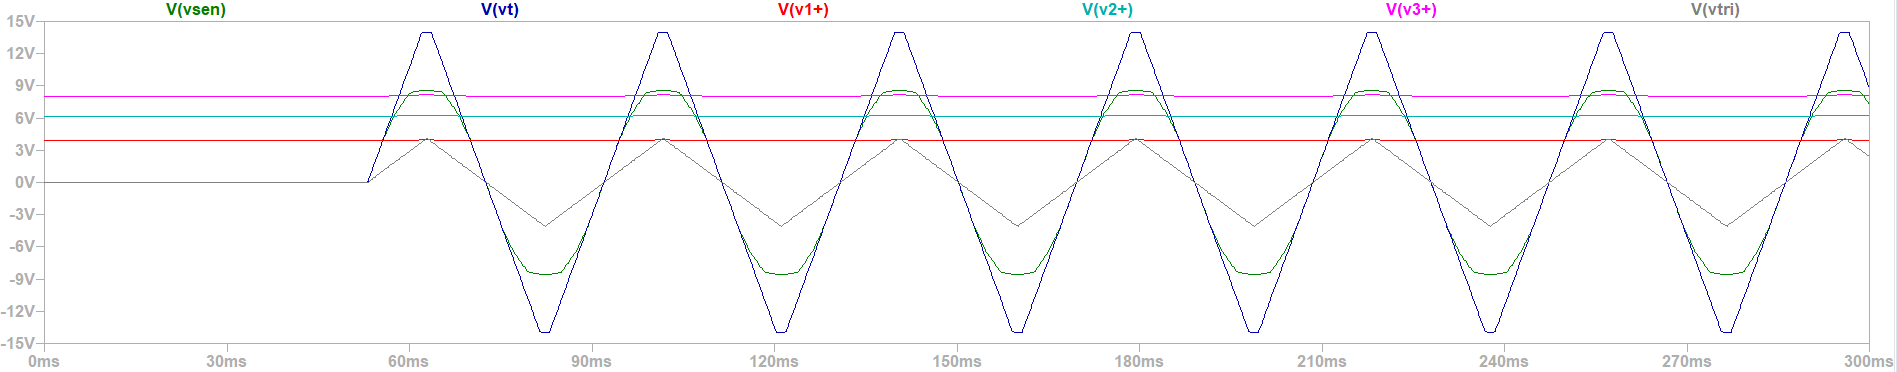 V(vsen) V(vt) V(v1+) V(v2+) V(v3+) V(vtri)
15V
12V
9V
6V
3V
0V
-3V
-6V
-9V
-12V
-15V
0ms 30ms 60ms 90ms 120ms 150ms 180ms 210ms 240ms 270ms 300ms